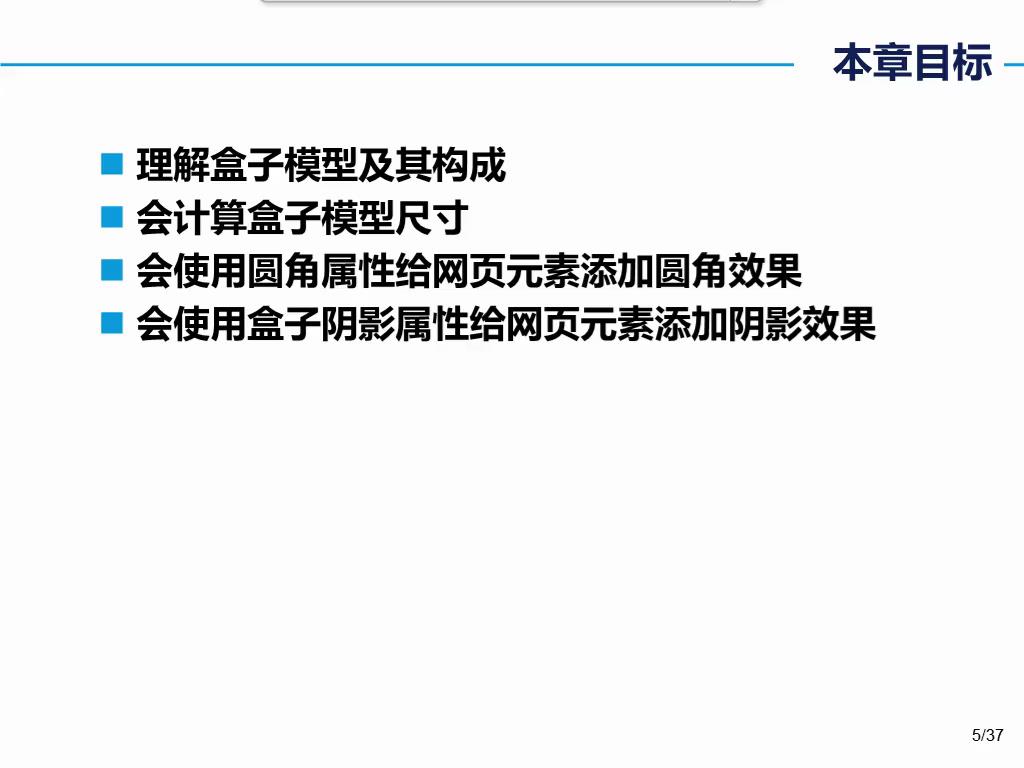 本章目标
理解盒子模型及其构成
会计算盒子模型尺寸
会使用圆角属性给网页元素添加圆角效果
会使用盒子阴影属性给网页元素添加阴影效果
5/37